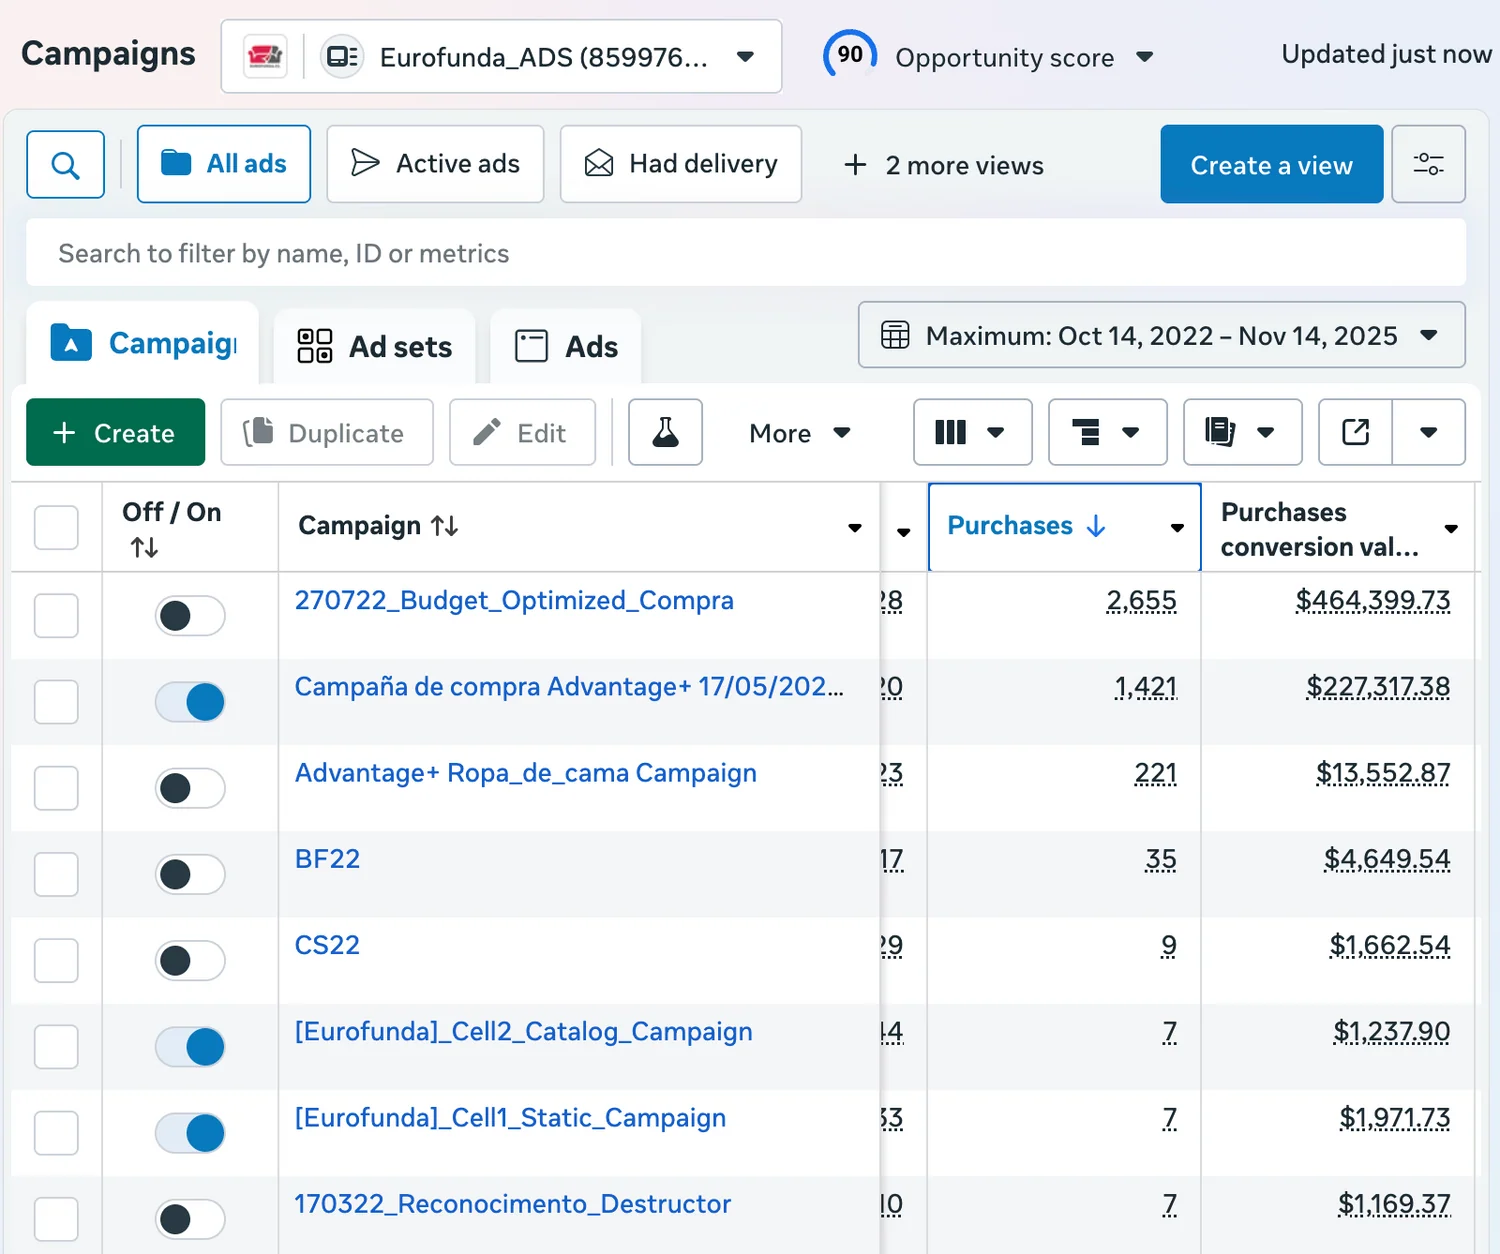 Campaigns
Eurofunda_ADS (859976...
90 Opportunity score
Updated just now
All ads
Active ads
Had delivery
+ 2 more views
Create a view
Search to filter by name, ID or metrics
Ad sets
Ads
Maximum: Oct 14, 2022 – Nov 14, 2025
+ Create
Duplicate
Edit
More
Off / On
Campaign
Purchases
Purchases
conversion val...
270722_Budget_Optimized_Compra 2,655 $464,399.73
Campaña de compra Advantage+ 17/05/202... 20 1,421 $227,317.38
Advantage+ Ropa_de_cama Campaign 221 $13,552.87
BF22 17 35 $4,649.54
CS22 9 $1,662.54
[Eurofunda]_Cell2_Catalog_Campaign 7 $1,237.90
[Eurofunda]_Cell1_Static_Campaign 7 $1,971.73
170322_Reconocimento_Destructor 7 $1,169.37